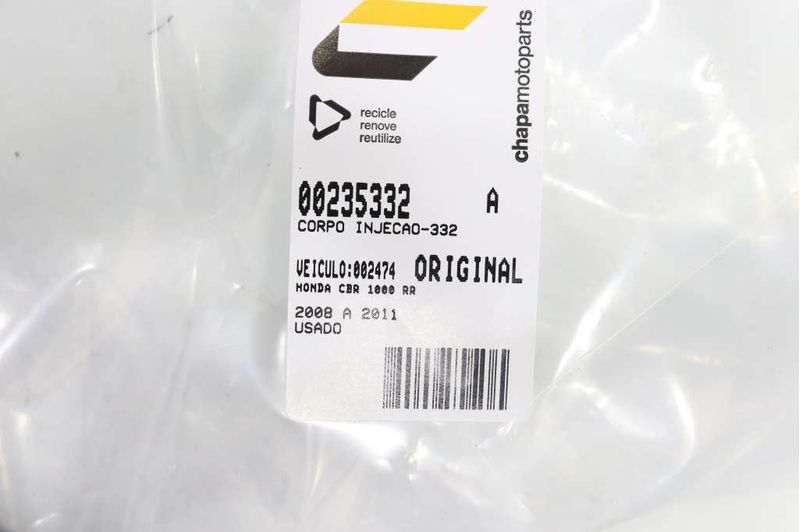 chapamotoparts
recicle
renove
reutilize
00235332 A
CORPO INJECAO-332
VEICULO:002474 ORIGINAL
HONDA CBR 1000 RR
2008 A 2011
USADO